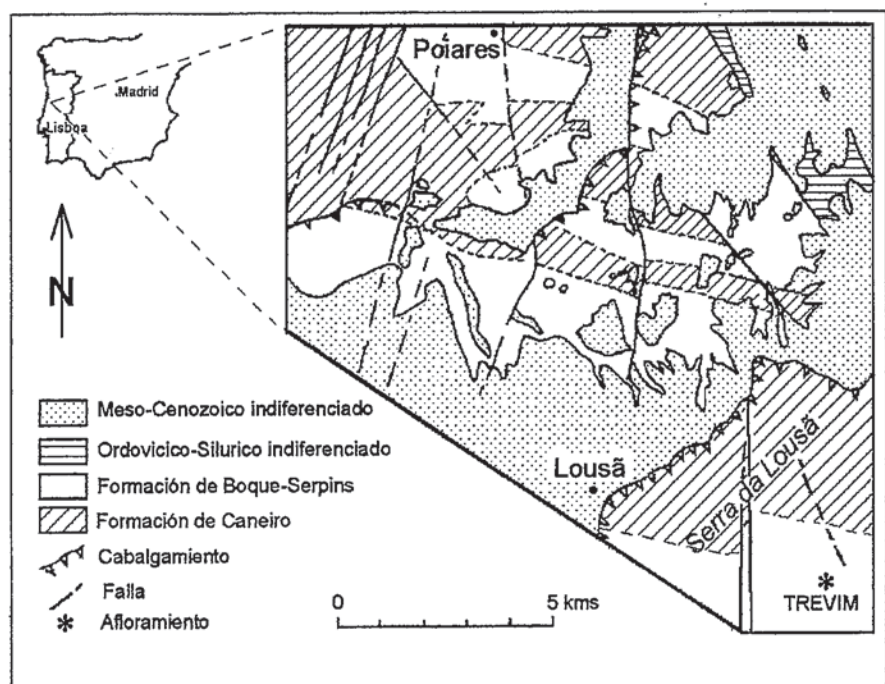 Poiares
Madrid
Lisboa
N
Meso-Cenozoico indiferenciado
Ordovicico-Silurico indiferenciado
Formación de Boque-Serpins
Formación de Caneiro
Cabalgamiento
Falla
Afloramiento
0 5 kms
Lousã
Serra da Lousã
TREVIM